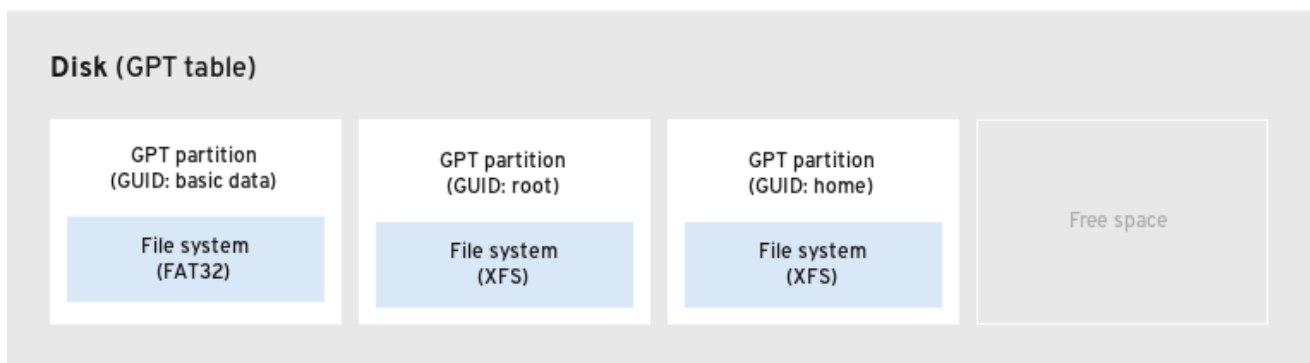 Disk (GPT table)
GPT partition
(GUID: basic data)
File system
(FAT32)
GPT partition
(GUID: root)
File system
(XFS)
GPT partition
(GUID: home)
File system
(XFS)
Free space